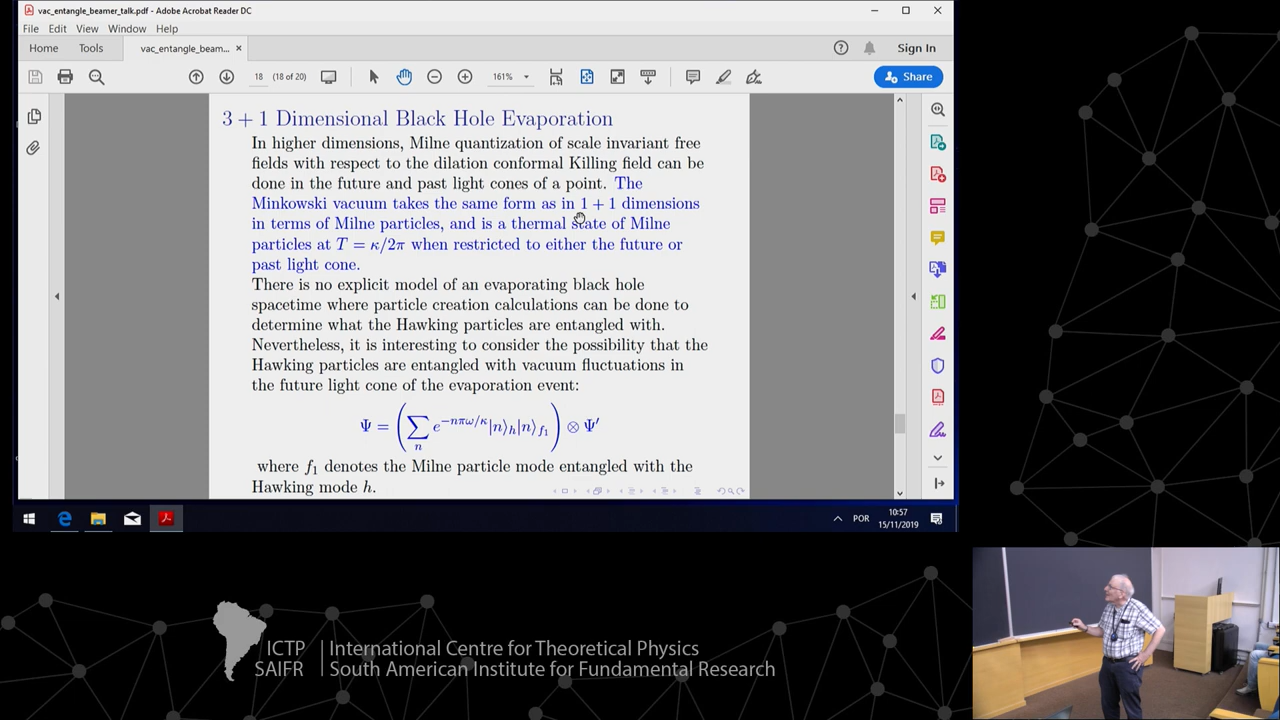 vac_entangle_beamer_talk.pdf - Adobe Acrobat Reader DC
File Edit View Window Help
Home Tools vac_entangle_beam... × Sign In
18 (18 of 20) 161% Share
3 + 1 Dimensional Black Hole Evaporation
In higher dimensions, Milne quantization of scale invariant free
fields with respect to the dilation conformal Killing field can be
done in the future and past light cones of a point. The
Minkowski vacuum takes the same form as in 1 + 1 dimensions
in terms of Milne particles, and is a thermal state of Milne
particles at T = κ/2π when restricted to either the future or
past light cone.
There is no explicit model of an evaporating black hole
spacetime where particle creation calculations can be done to
determine what the Hawking particles are entangled with.
Nevertheless, it is interesting to consider the possibility that the
Hawking particles are entangled with vacuum fluctuations in
the future light cone of the evaporation event:
Ψ = (∑ₙ e^{−nπω/κ}|n⟩_h|n⟩_{f₁}) ⊗ Ψ′
where f₁ denotes the Milne particle mode entangled with the
Hawking mode h.
POR
10:57
15/11/2019
ICTP | International Centre for Theoretical Physics
SAIFR | South American Institute for Fundamental Research